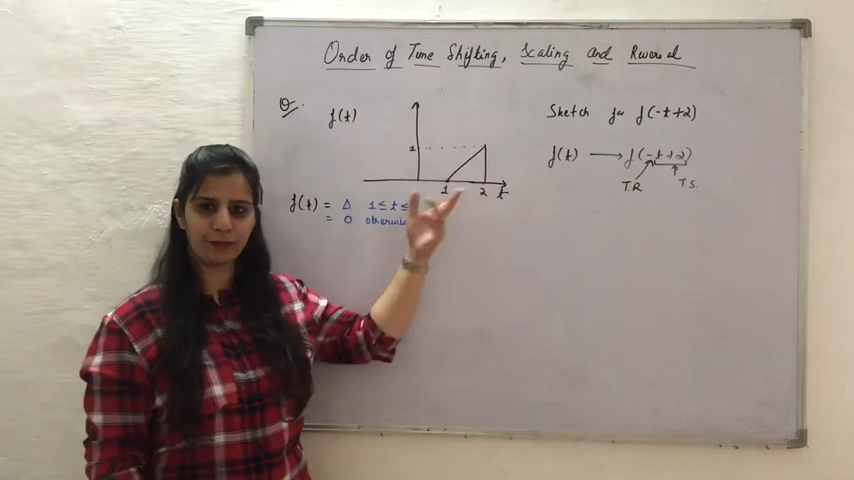 Order of Time Shifting, Scaling and Reversal
Q.
f(t)
1
1 2 t
f(t) = Δ 1 ≤ t ≤
= 0
Sketch for f(-t+2)
f(t) → f(-t+2)
T.R T.S.